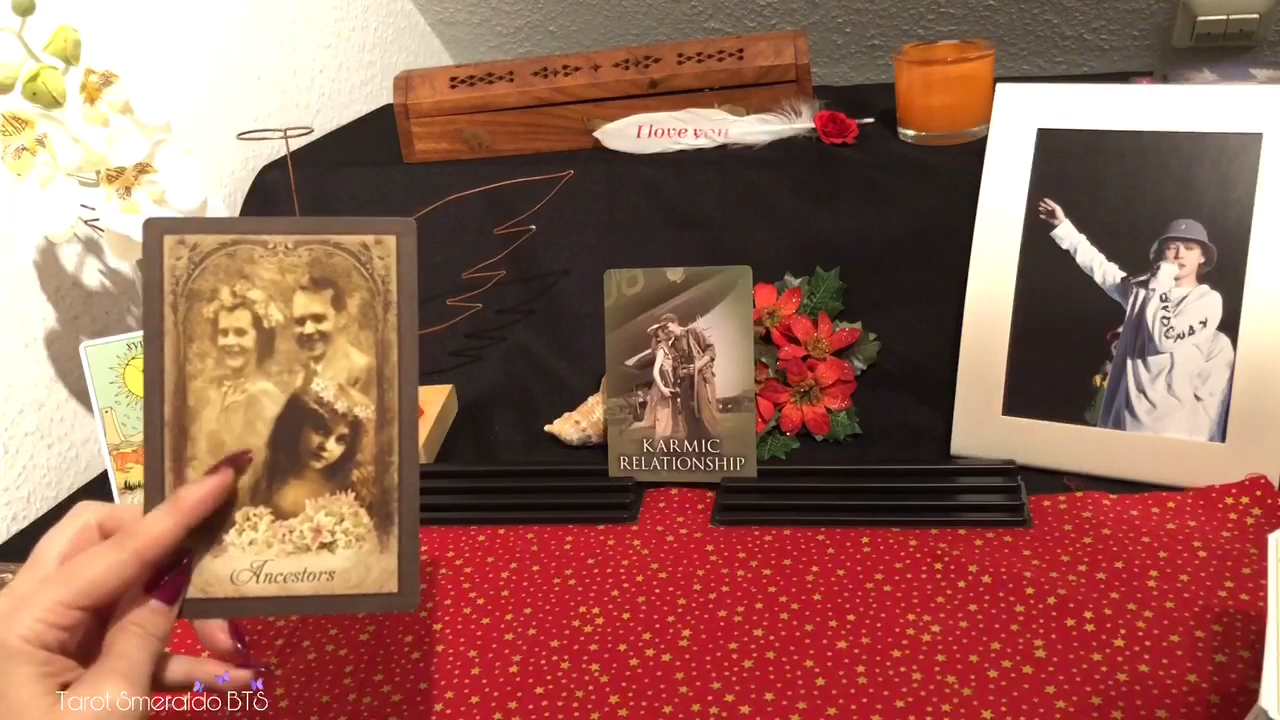 I love you
KARMIC
RELATIONSHIP
Ancestors
Tarot Smeraldo BTS